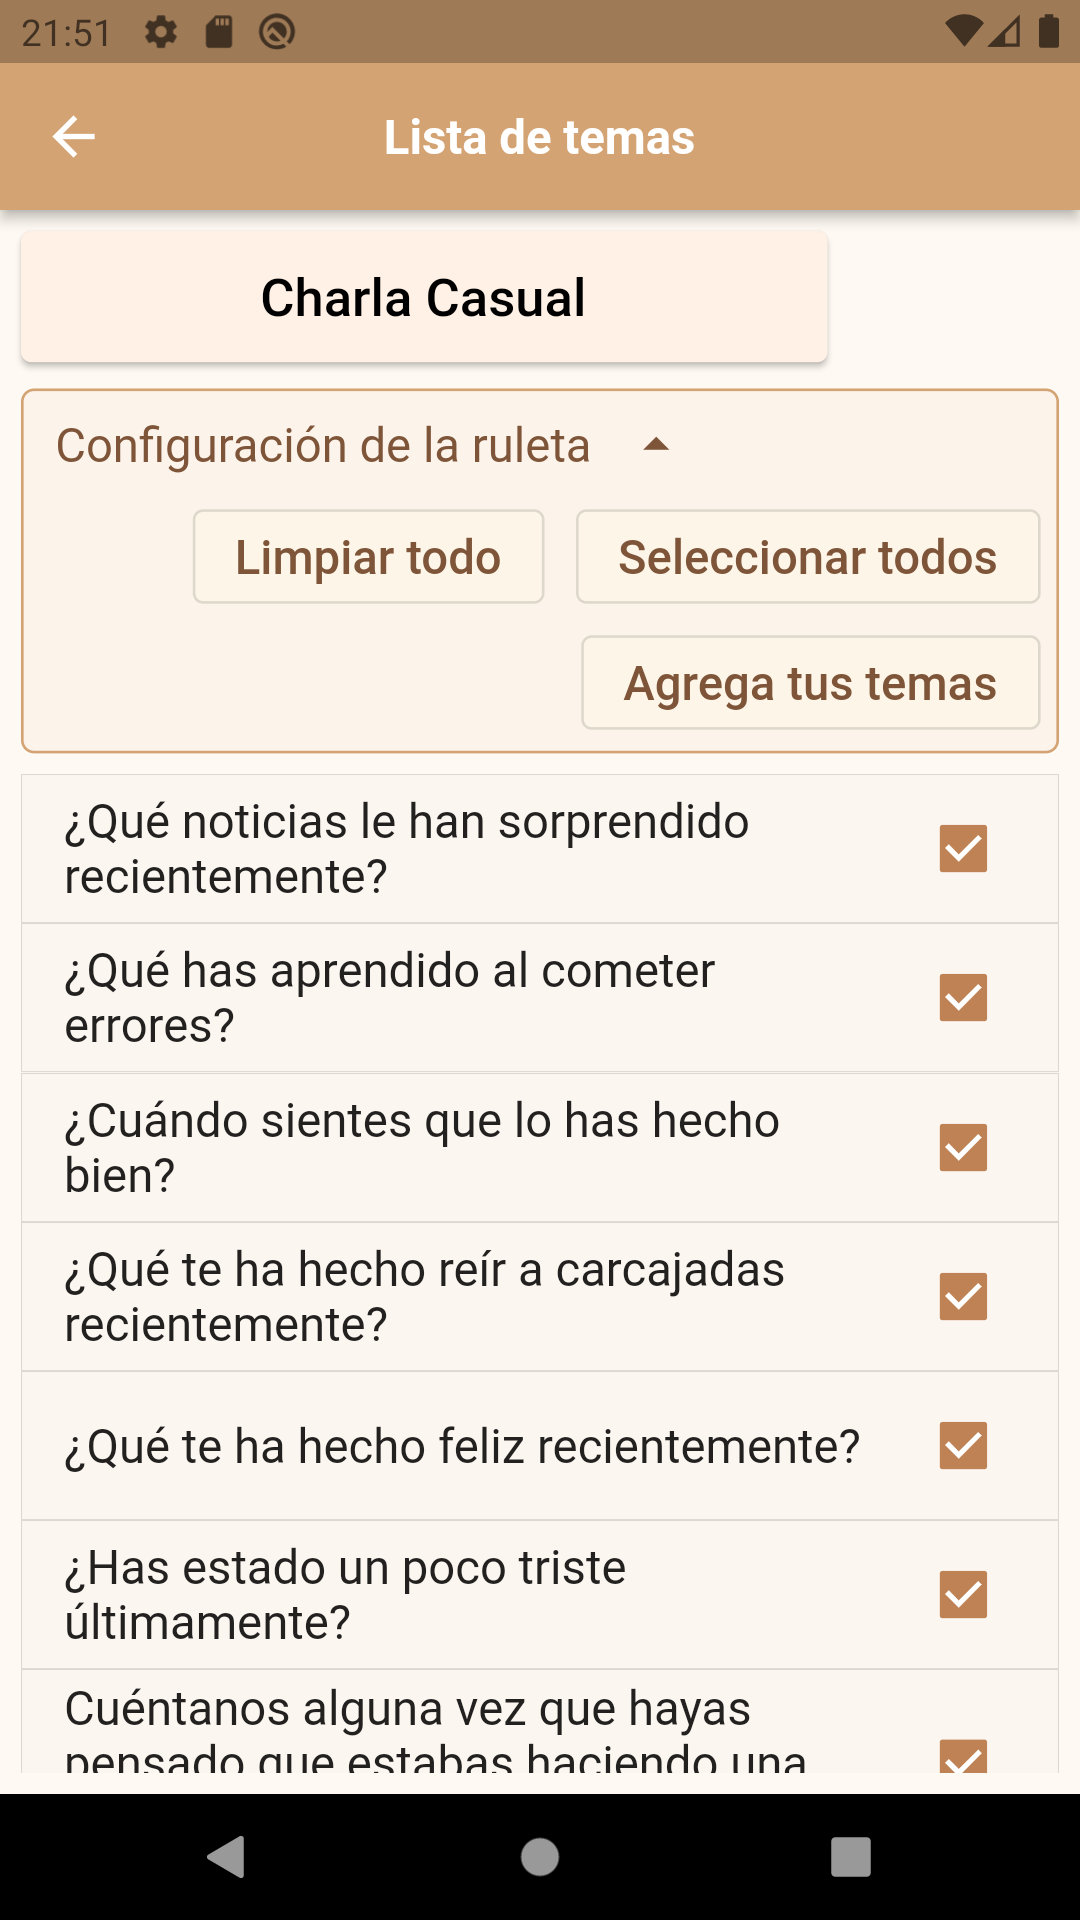 21:51
Lista de temas
Charla Casual
Configuración de la ruleta
Limpiar todo
Seleccionar todos
Agrega tus temas
¿Qué noticias le han sorprendido
recientemente?
¿Qué has aprendido al cometer
errores?
¿Cuándo sientes que lo has hecho
bien?
¿Qué te ha hecho reír a carcajadas
recientemente?
¿Qué te ha hecho feliz recientemente?
¿Has estado un poco triste
últimamente?
Cuéntanos alguna vez que hayas
pensado que estabas haciendo una